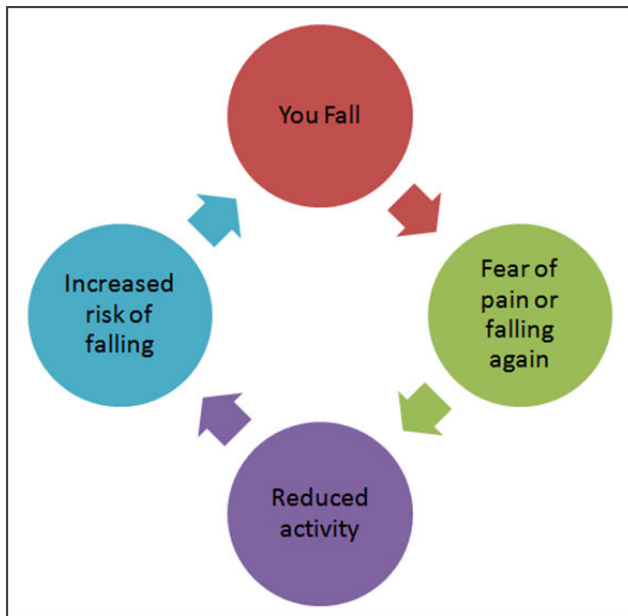 You Fall
Fear of
pain or
falling
again
Reduced
activity
Increased
risk of
falling